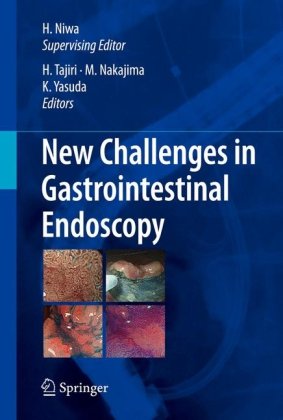 H. Niwa
Supervising Editor
H. Tajiri · M. Nakajima
K. Yasuda
Editors
New Challenges in
Gastrointestinal
Endoscopy
Springer